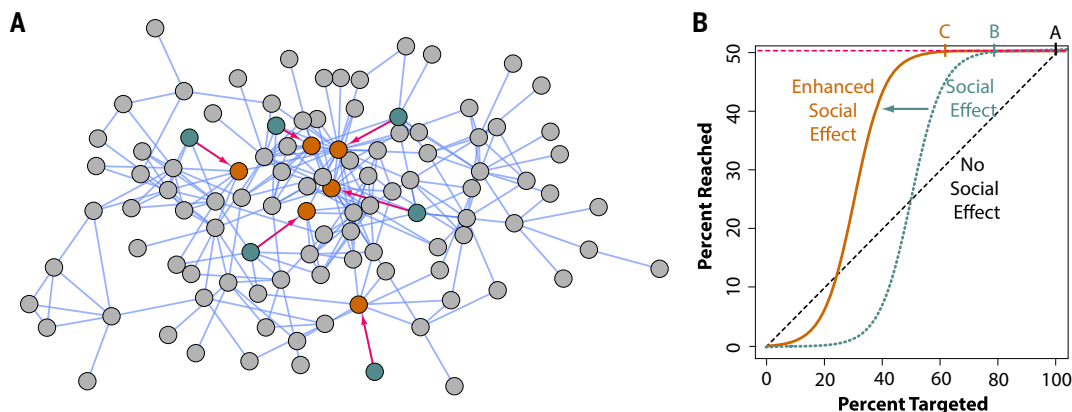 A
B
C
B
A
Enhanced
Social
Effect
Social
Effect
No
Social
Effect
Percent Reached
50
40
30
20
10
0
0
20
40
60
80
100
Percent Targeted